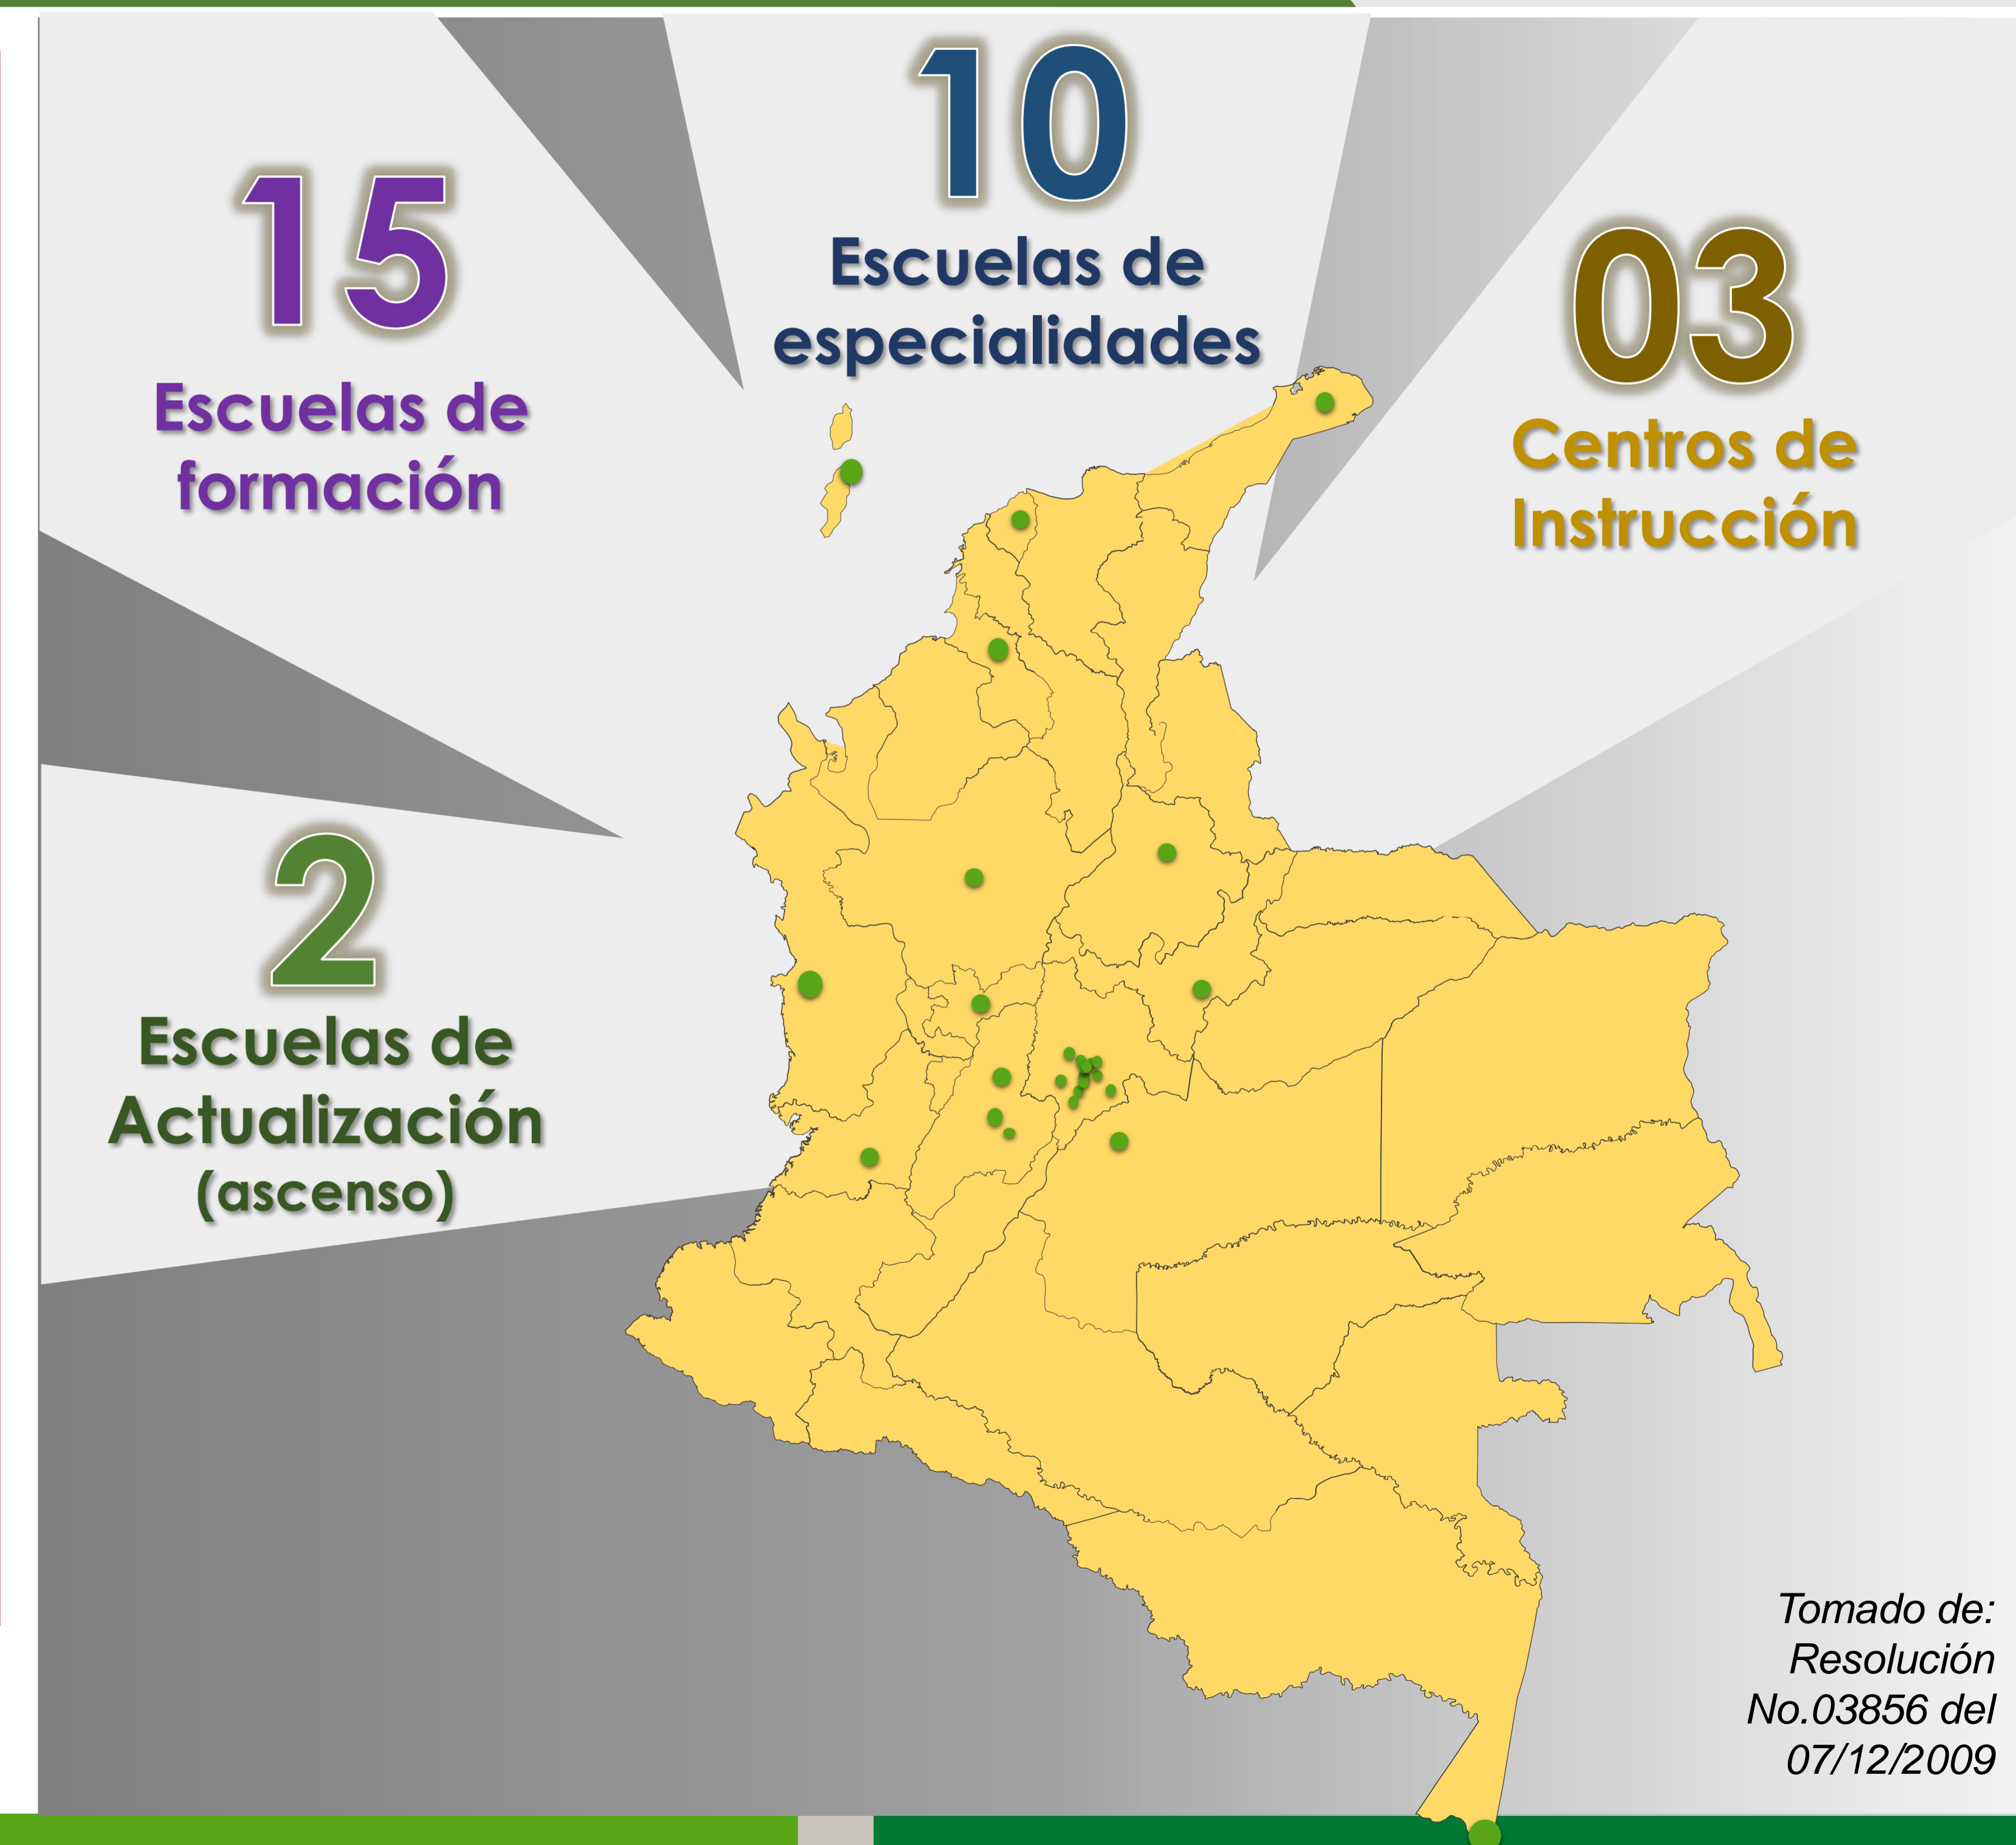 15
Escuelas de
formación
10
Escuelas de
especialidades
03
Centros de
Instrucción
2
Escuelas de
Actualización
(ascenso)
Tomado de:
Resolución
No.03856 del
07/12/2009